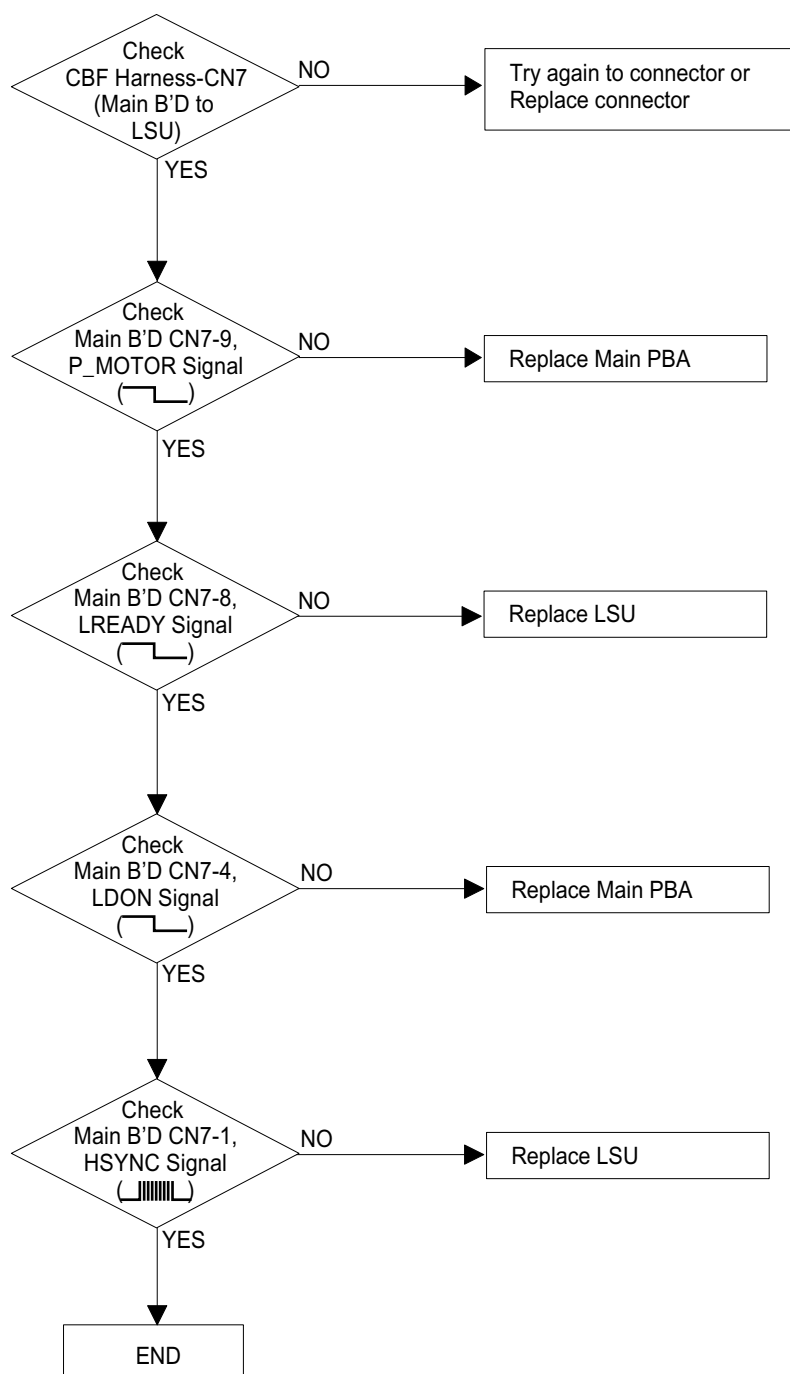 Check
CBF Harness-CN7
(Main B’D to
LSU)
NO
Try again to connector or
Replace connector
YES
Check
Main B’D CN7-9,
P_MOTOR Signal
( )
NO
Replace Main PBA
YES
Check
Main B’D CN7-8,
LREADY Signal
( )
NO
Replace LSU
YES
Check
Main B’D CN7-4,
LDON Signal
( )
NO
Replace Main PBA
YES
Check
Main B’D CN7-1,
HSYNC Signal
( )
NO
Replace LSU
YES
END